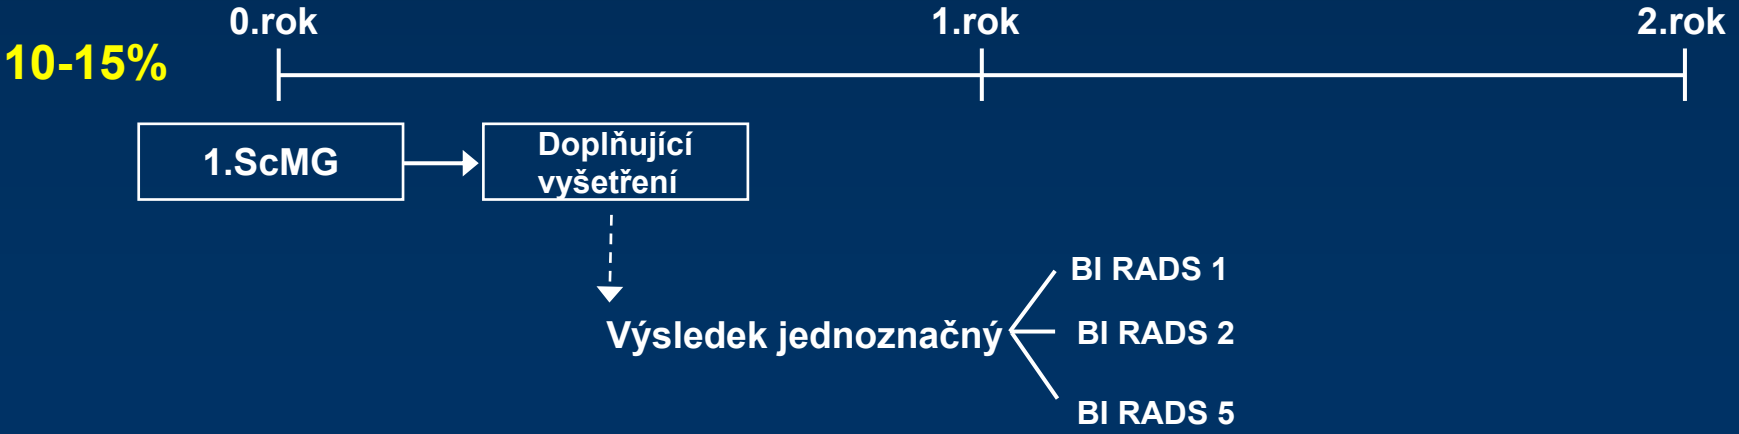 0.rok
1.rok
2.rok
10-15%
1.ScMG
Doplňující
vyšetření
BI RADS 1
Výsledek jednoznačný
BI RADS 2
BI RADS 5